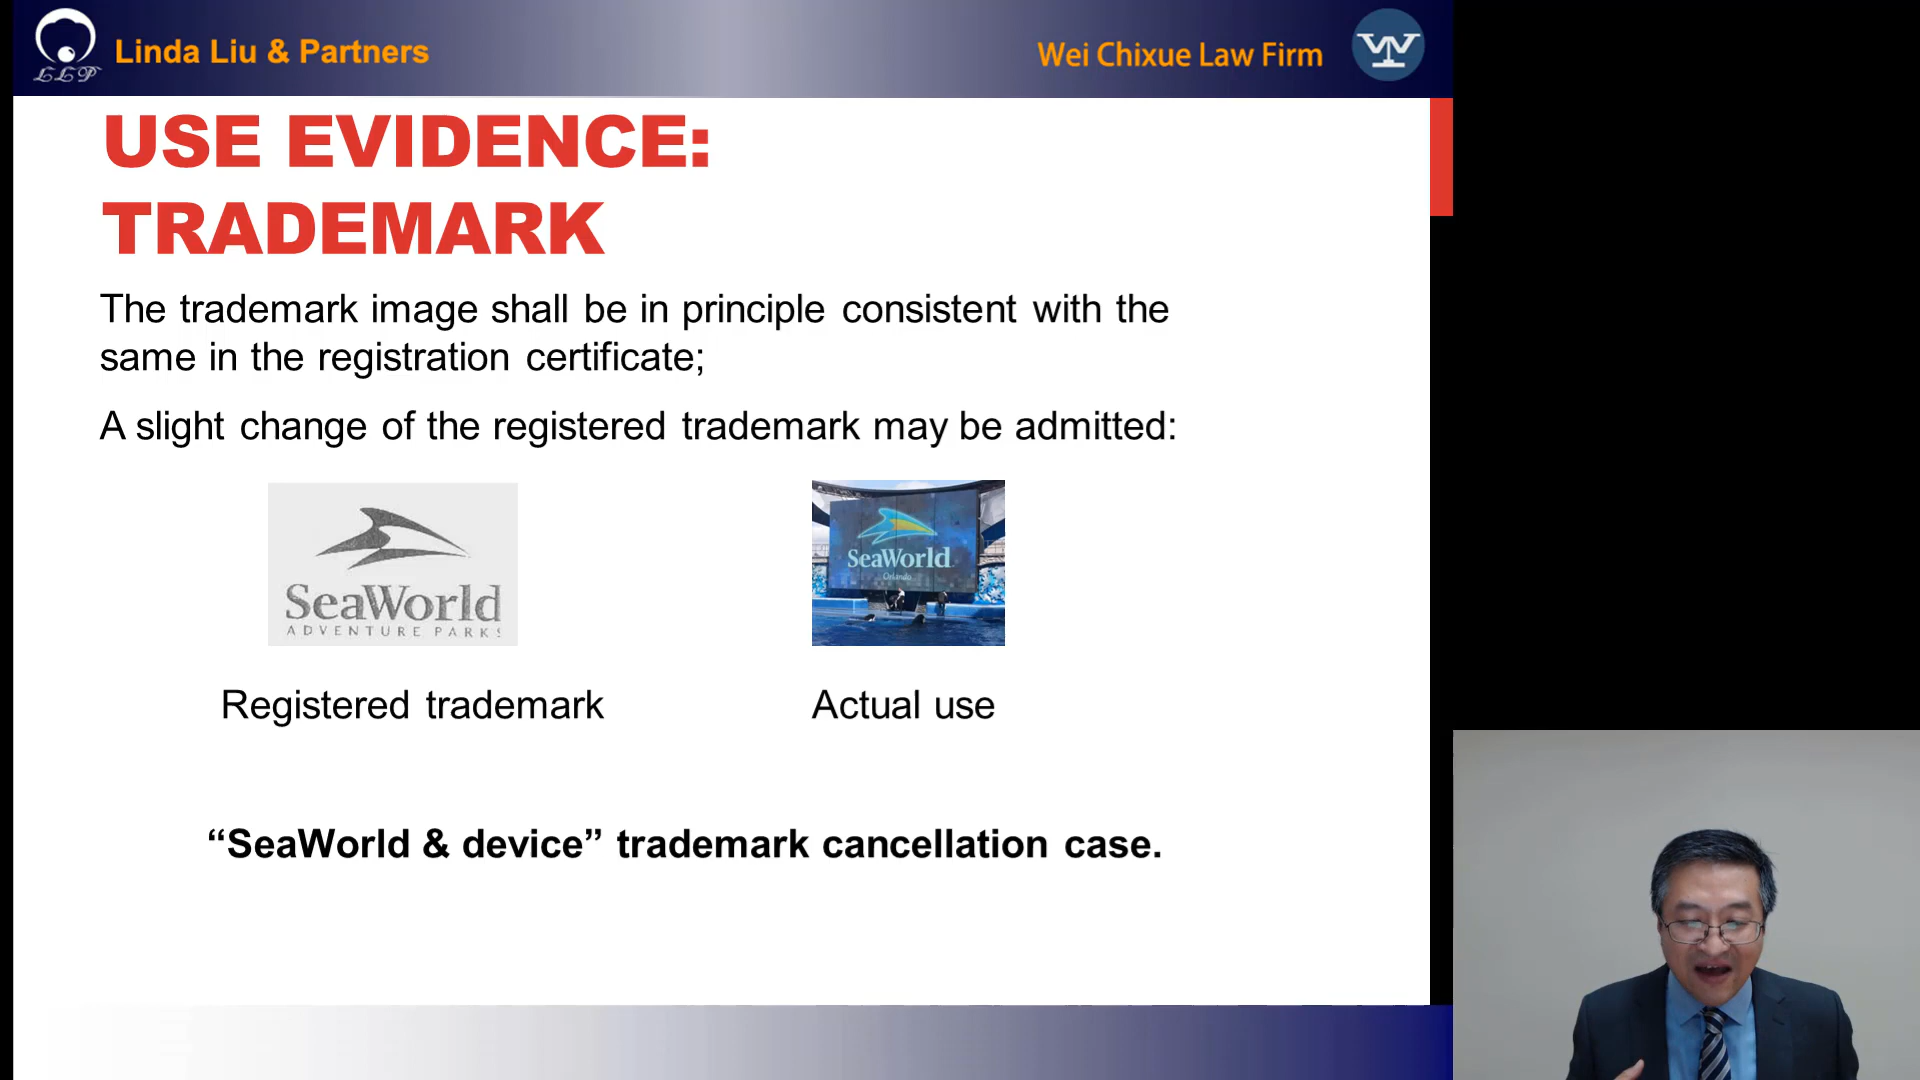 LLP
Linda Liu & Partners
Wei Chixue Law Firm
USE EVIDENCE:
TRADEMARK
The trademark image shall be in principle consistent with the
same in the registration certificate;
A slight change of the registered trademark may be admitted:
SeaWorld
ADVENTURE PARKS
SeaWorld
Orlando
Registered trademark
Actual use
“SeaWorld & device” trademark cancellation case.